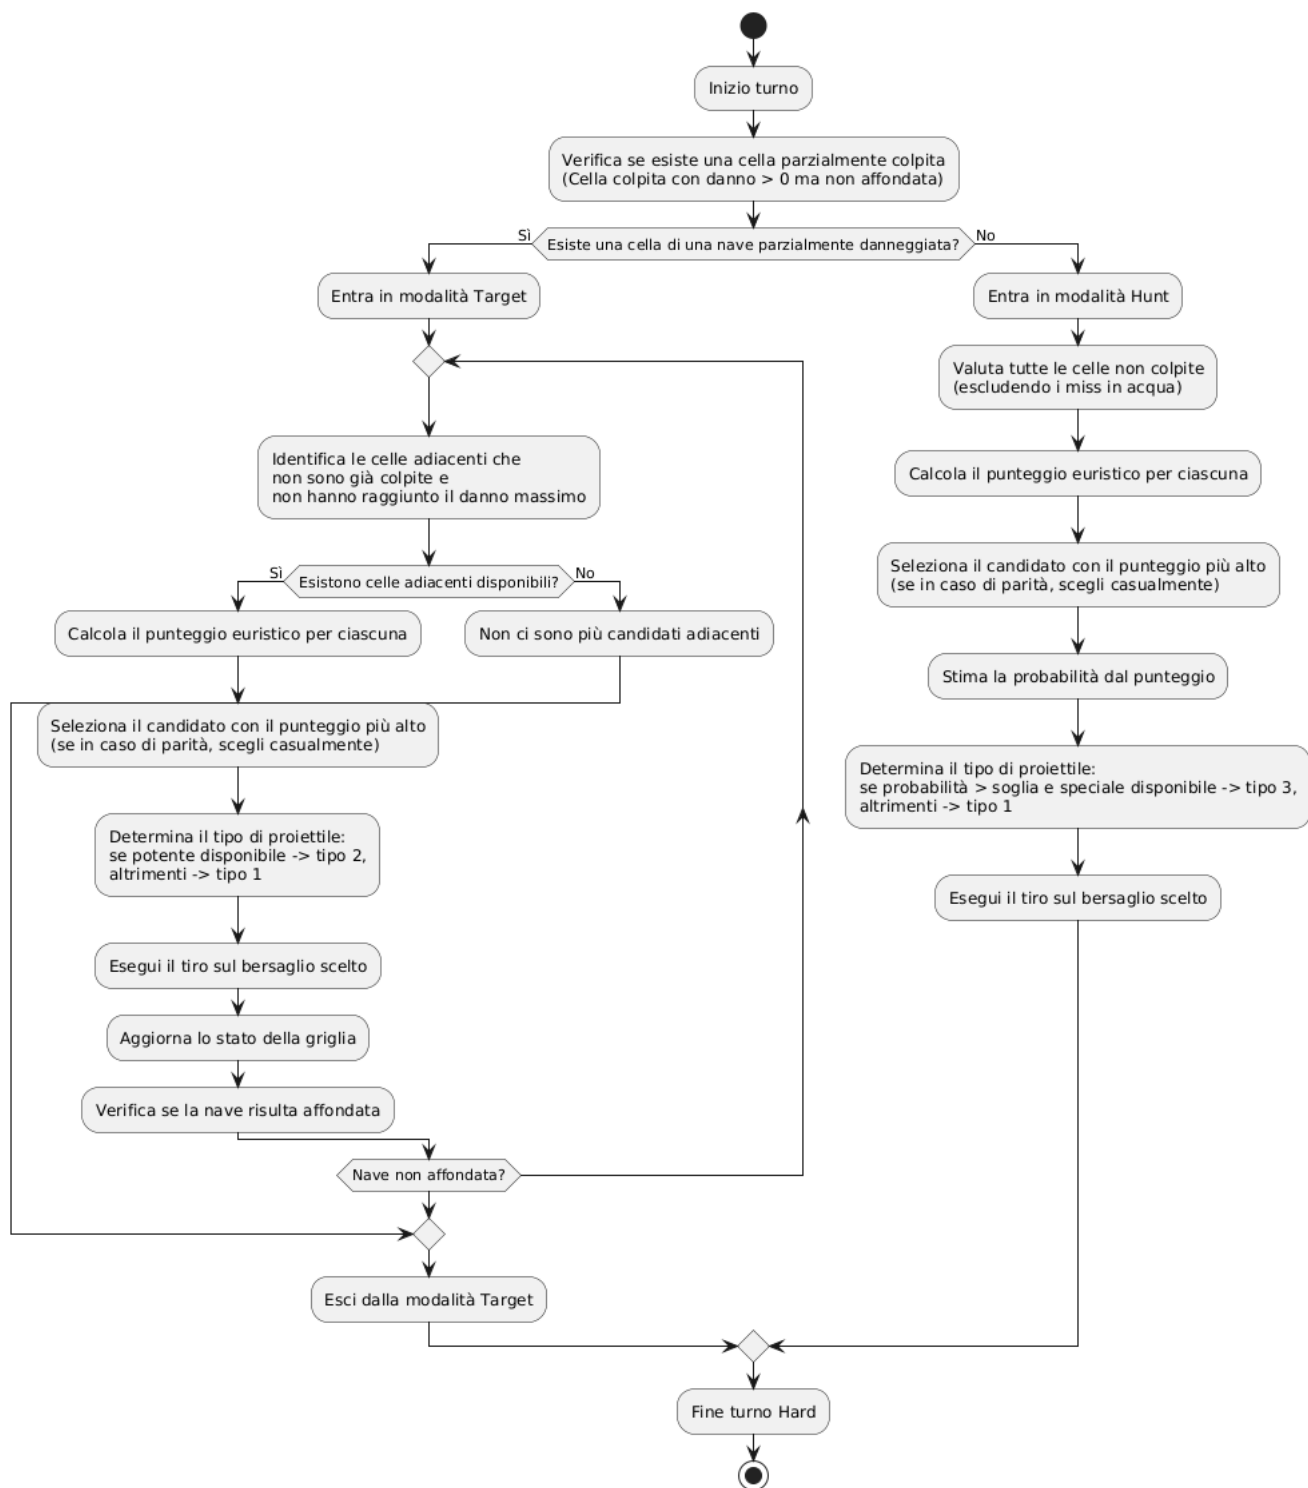 Inizio turno
Verifica se esiste una cella parzialmente colpita
(Cella colpita con danno > 0 ma non affondata)
Sì
Esiste una cella di una nave parzialmente danneggiata?
No
Entra in modalità Target
Identifica le celle adiacenti che
non sono già colpite e
non hanno raggiunto il danno massimo
Sì
Esistono celle adiacenti disponibili?
No
Calcola il punteggio euristico per ciascuna
Non ci sono più candidati adiacenti
Seleziona il candidato con il punteggio più alto
(se in caso di parità, scegli casualmente)
Determina il tipo di proiettile:
se potente disponibile -> tipo 2,
altrimenti -> tipo 1
Esegui il tiro sul bersaglio scelto
Aggiorna lo stato della griglia
Verifica se la nave risulta affondata
Nave non affondata?
Esci dalla modalità Target
Entra in modalità Hunt
Valuta tutte le celle non colpite
(escludendo i miss in acqua)
Calcola il punteggio euristico per ciascuna
Seleziona il candidato con il punteggio più alto
(se in caso di parità, scegli casualmente)
Stima la probabilità dal punteggio
Determina il tipo di proiettile:
se probabilità > soglia e speciale disponibile -> tipo 3,
altrimenti -> tipo 1
Esegui il tiro sul bersaglio scelto
Fine turno Hard